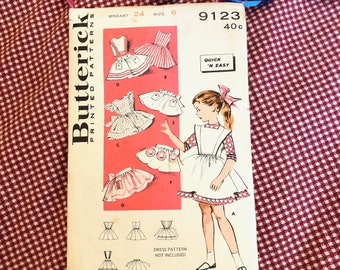 BREAST 24 SIZE 6
9123
40c
Butterick
PRINTED PATTERNS
QUICK 'N EASY
B
C
D
E
F
A
DRESS PATTERN
NOT INCLUDED